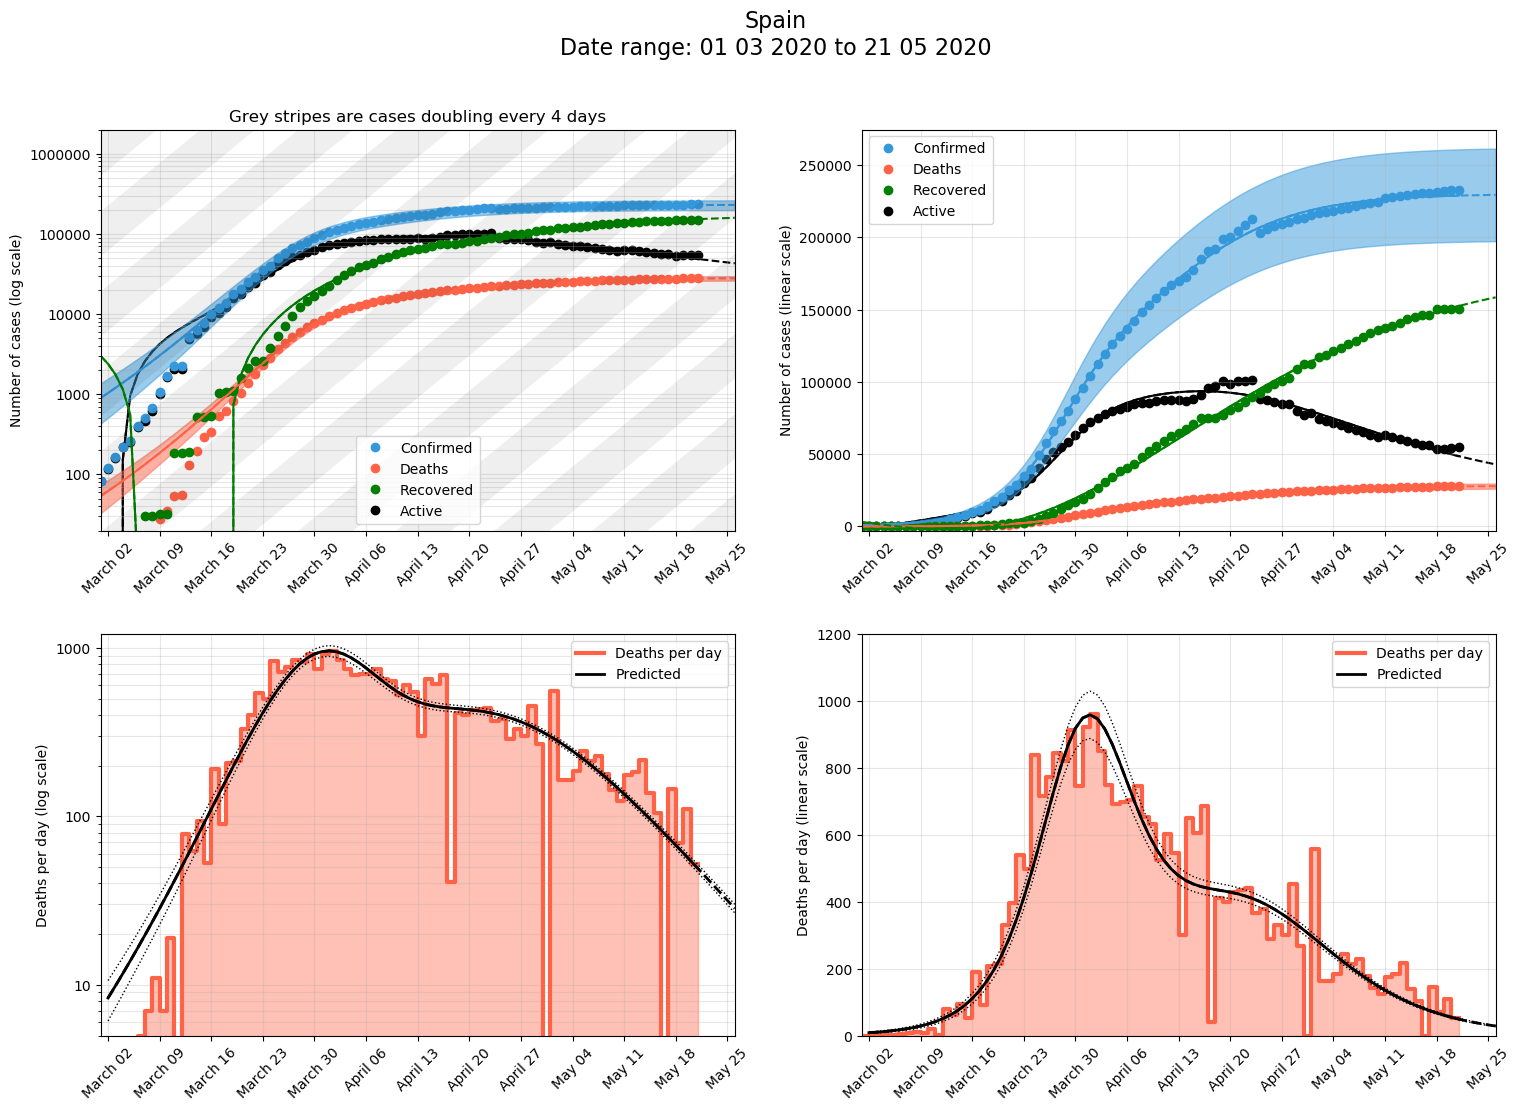 Spain
Date range: 01 03 2020 to 21 05 2020
Grey stripes are cases doubling every 4 days
Number of cases (log scale)
1000000
100000
10000
1000
100
Confirmed
Deaths
Recovered
Active
March 02
March 09
March 16
March 23
March 30
April 06
April 13
April 20
April 27
May 04
May 11
May 18
May 25
Number of cases (linear scale)
250000
200000
150000
100000
50000
0
Confirmed
Deaths
Recovered
Active
March 02
March 09
March 16
March 23
March 30
April 06
April 13
April 20
April 27
May 04
May 11
May 18
May 25
Deaths per day (log scale)
1000
100
10
Deaths per day
Predicted
March 02
March 09
March 16
March 23
March 30
April 06
April 13
April 20
April 27
May 04
May 11
May 18
May 25
Deaths per day (linear scale)
1200
1000
800
600
400
200
0
Deaths per day
Predicted
March 02
March 09
March 16
March 23
March 30
April 06
April 13
April 20
April 27
May 04
May 11
May 18
May 25